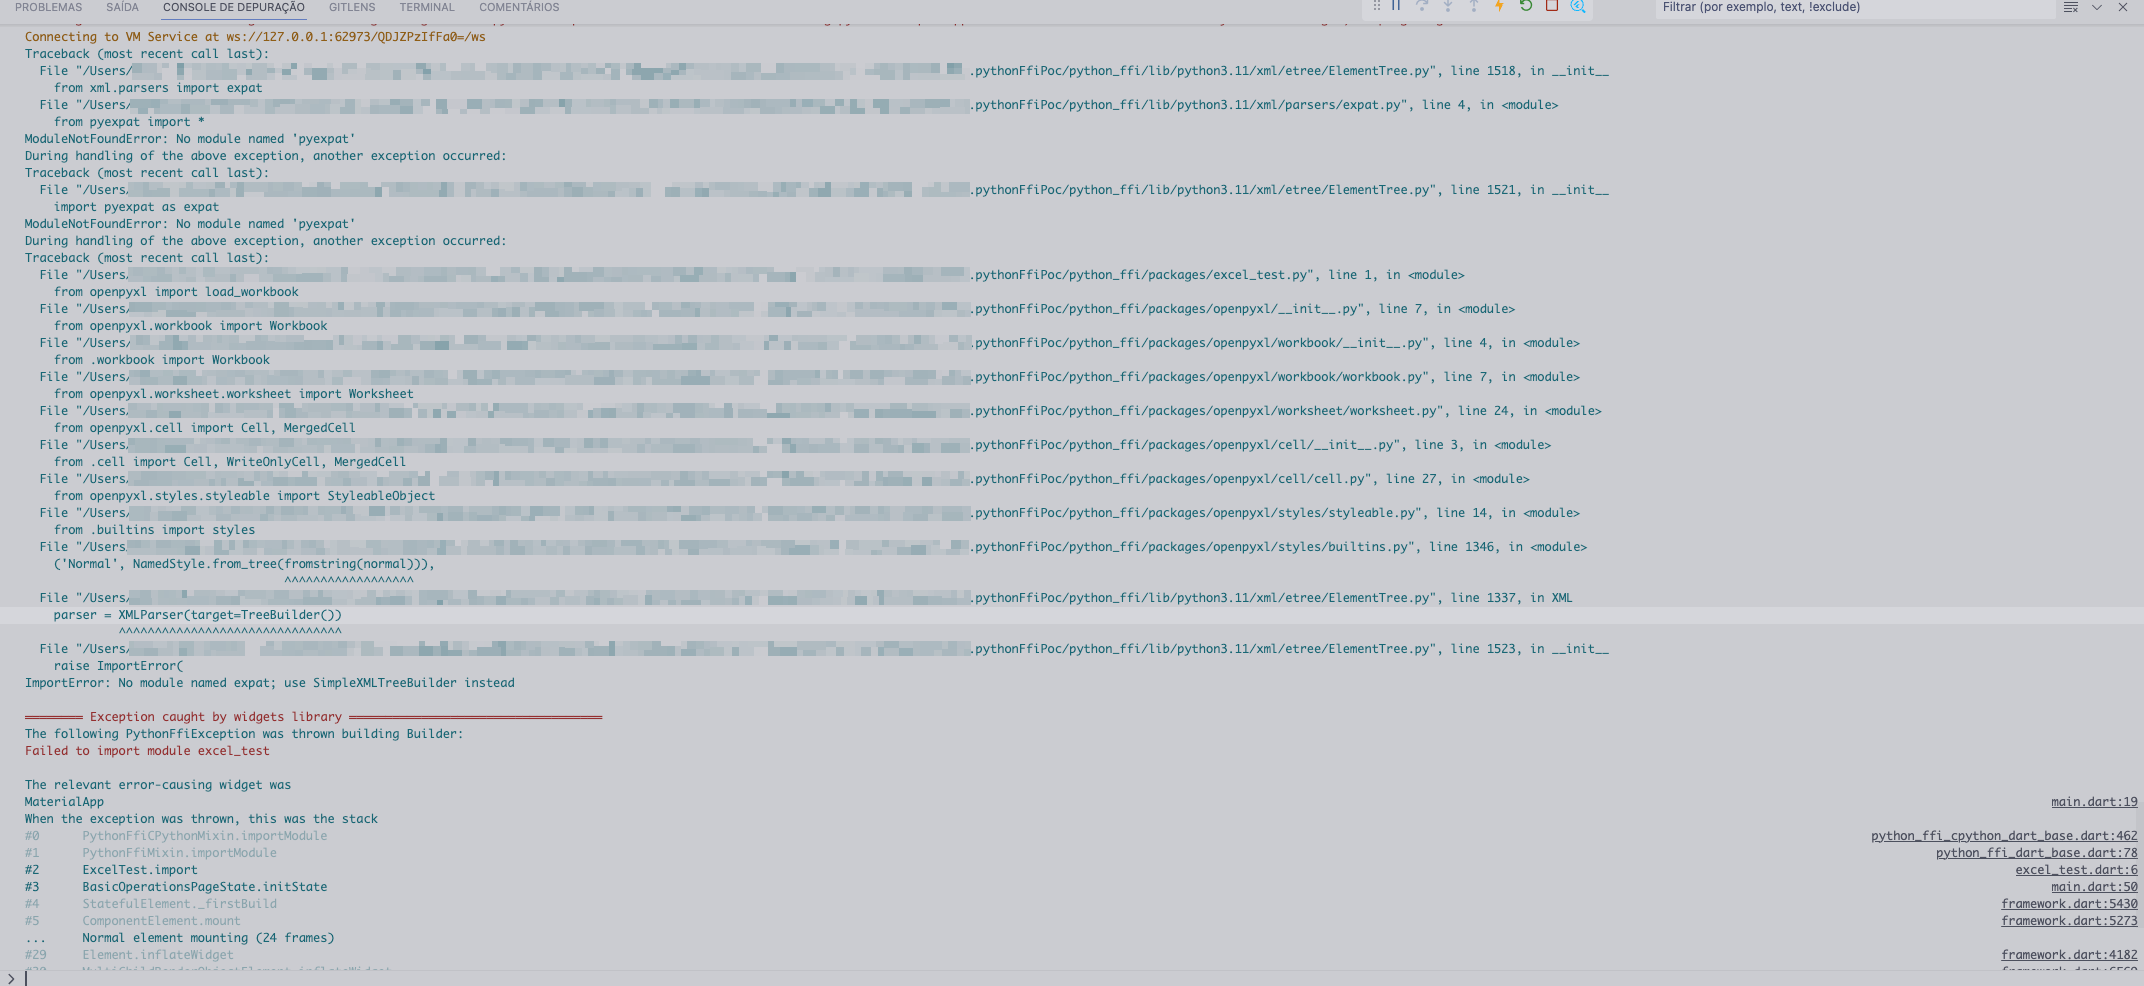 PROBLEMAS SAÍDA CONSOLE DE DEPURAÇÃO GITLENS TERMINAL COMENTÁRIOS
Filtrar (por exemplo, text, !exclude)
Connecting to VM Service at ws://127.0.0.1:62973/QDJZPzIfFa0=/ws
Traceback (most recent call last):
File "/Users/ .pythonFfiPoc/python_ffi/lib/python3.11/xml/etree/ElementTree.py", line 1518, in __init__
from xml.parsers import expat
File "/Users/ .pythonFfiPoc/python_ffi/lib/python3.11/xml/parsers/expat.py", line 4, in <module>
from pyexpat import *
ModuleNotFoundError: No module named 'pyexpat'
During handling of the above exception, another exception occurred:
Traceback (most recent call last):
File "/Users/ .pythonFfiPoc/python_ffi/lib/python3.11/xml/etree/ElementTree.py", line 1521, in __init__
import pyexpat as expat
ModuleNotFoundError: No module named 'pyexpat'
During handling of the above exception, another exception occurred:
Traceback (most recent call last):
File "/Users/ .pythonFfiPoc/python_ffi/packages/excel_test.py", line 1, in <module>
from openpyxl import load_workbook
File "/Users/ .pythonFfiPoc/python_ffi/packages/openpyxl/__init__.py", line 7, in <module>
from openpyxl.workbook import Workbook
File "/Users/ .pythonFfiPoc/python_ffi/packages/openpyxl/workbook/__init__.py", line 4, in <module>
from .workbook import Workbook
File "/Users/ .pythonFfiPoc/python_ffi/packages/openpyxl/workbook/workbook.py", line 7, in <module>
from openpyxl.worksheet.worksheet import Worksheet
File "/Users/ .pythonFfiPoc/python_ffi/packages/openpyxl/worksheet/worksheet.py", line 24, in <module>
from openpyxl.cell import Cell, MergedCell
File "/Users/ .pythonFfiPoc/python_ffi/packages/openpyxl/cell/__init__.py", line 3, in <module>
from .cell import Cell, WriteOnlyCell, MergedCell
File "/Users/ .pythonFfiPoc/python_ffi/packages/openpyxl/cell/cell.py", line 27, in <module>
from openpyxl.styles.styleable import StyleableObject
File "/Users/ .pythonFfiPoc/python_ffi/packages/openpyxl/styles/styleable.py", line 14, in <module>
from .builtins import styles
File "/Users .pythonFfiPoc/python_ffi/packages/openpyxl/styles/builtins.py", line 1346, in <module>
('Normal', NamedStyle.from_tree(fromstring(normal))),
^^^^^^^^^^^^^^^^^^
File "/Users/ .pythonFfiPoc/python_ffi/lib/python3.11/xml/etree/ElementTree.py", line 1337, in XML
parser = XMLParser(target=TreeBuilder())
^^^^^^^^^^^^^^^^^^^^^^^^^^^^^^^
File "/Users/ .pythonFfiPoc/python_ffi/lib/python3.11/xml/etree/ElementTree.py", line 1523, in __init__
raise ImportError(
ImportError: No module named expat; use SimpleXMLTreeBuilder instead
════════ Exception caught by widgets library ═══════════════════════════════════
The following PythonFfiException was thrown building Builder:
Failed to import module excel_test
The relevant error-causing widget was
MaterialApp main.dart:19
When the exception was thrown, this was the stack
#0 PythonFfiCPythonMixin.importModule python_ffi_cpython_dart_base.dart:462
#1 PythonFfiMixin.importModule python_ffi_dart_base.dart:78
#2 ExcelTest.import excel_test.dart:6
#3 BasicOperationsPageState.initState main.dart:50
#4 StatefulElement._firstBuild framework.dart:5430
#5 ComponentElement.mount framework.dart:5273
... Normal element mounting (24 frames)
#29 Element.inflateWidget framework.dart:4182